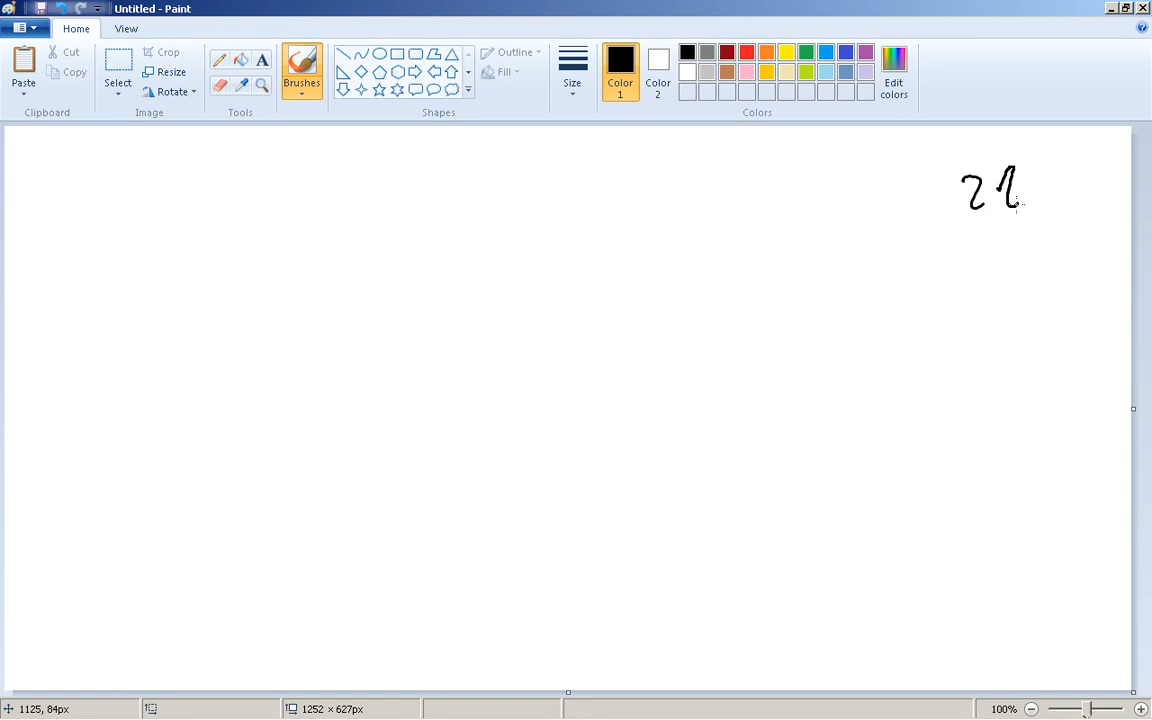 Untitled - Paint
Home View
Paste Cut Copy Select Crop Resize Rotate Brushes Outline Fill Size Color 1 Color 2 Edit colors
Clipboard Image Tools Shapes Colors
1125, 84px 1252 × 627px 100%